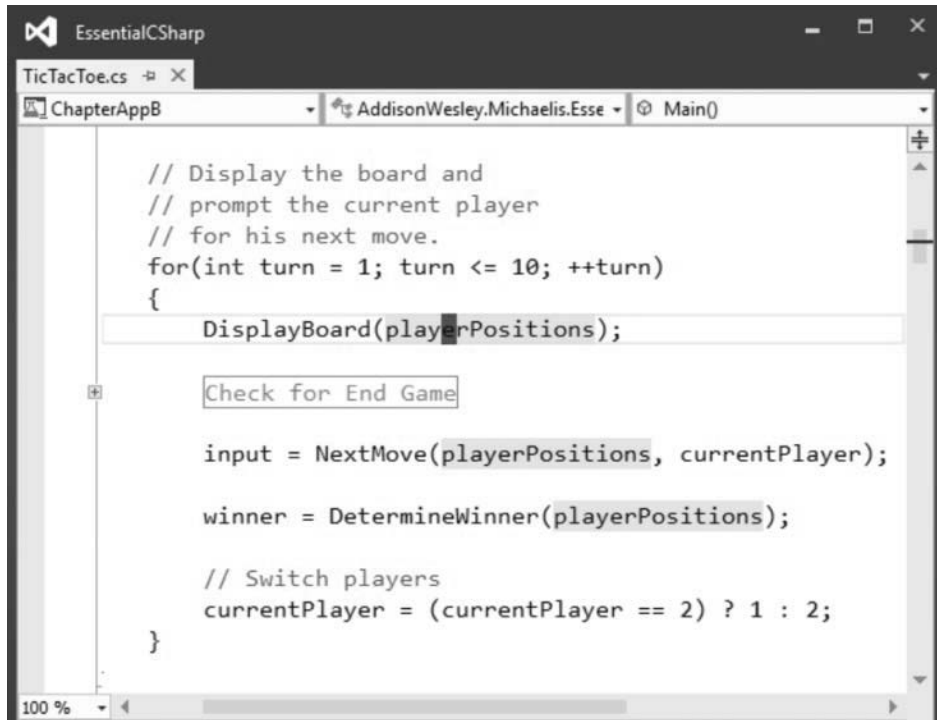 EssentialCSharp
TicTacToe.cs
ChapterAppB AddisonWesley.Michaelis.Esse Main()
// Display the board and
// prompt the current player
// for his next move.
for(int turn = 1; turn <= 10; ++turn)
{
DisplayBoard(playerPositions);
Check for End Game
input = NextMove(playerPositions, currentPlayer);
winner = DetermineWinner(playerPositions);
// Switch players
currentPlayer = (currentPlayer == 2) ? 1 : 2;
}
100 %